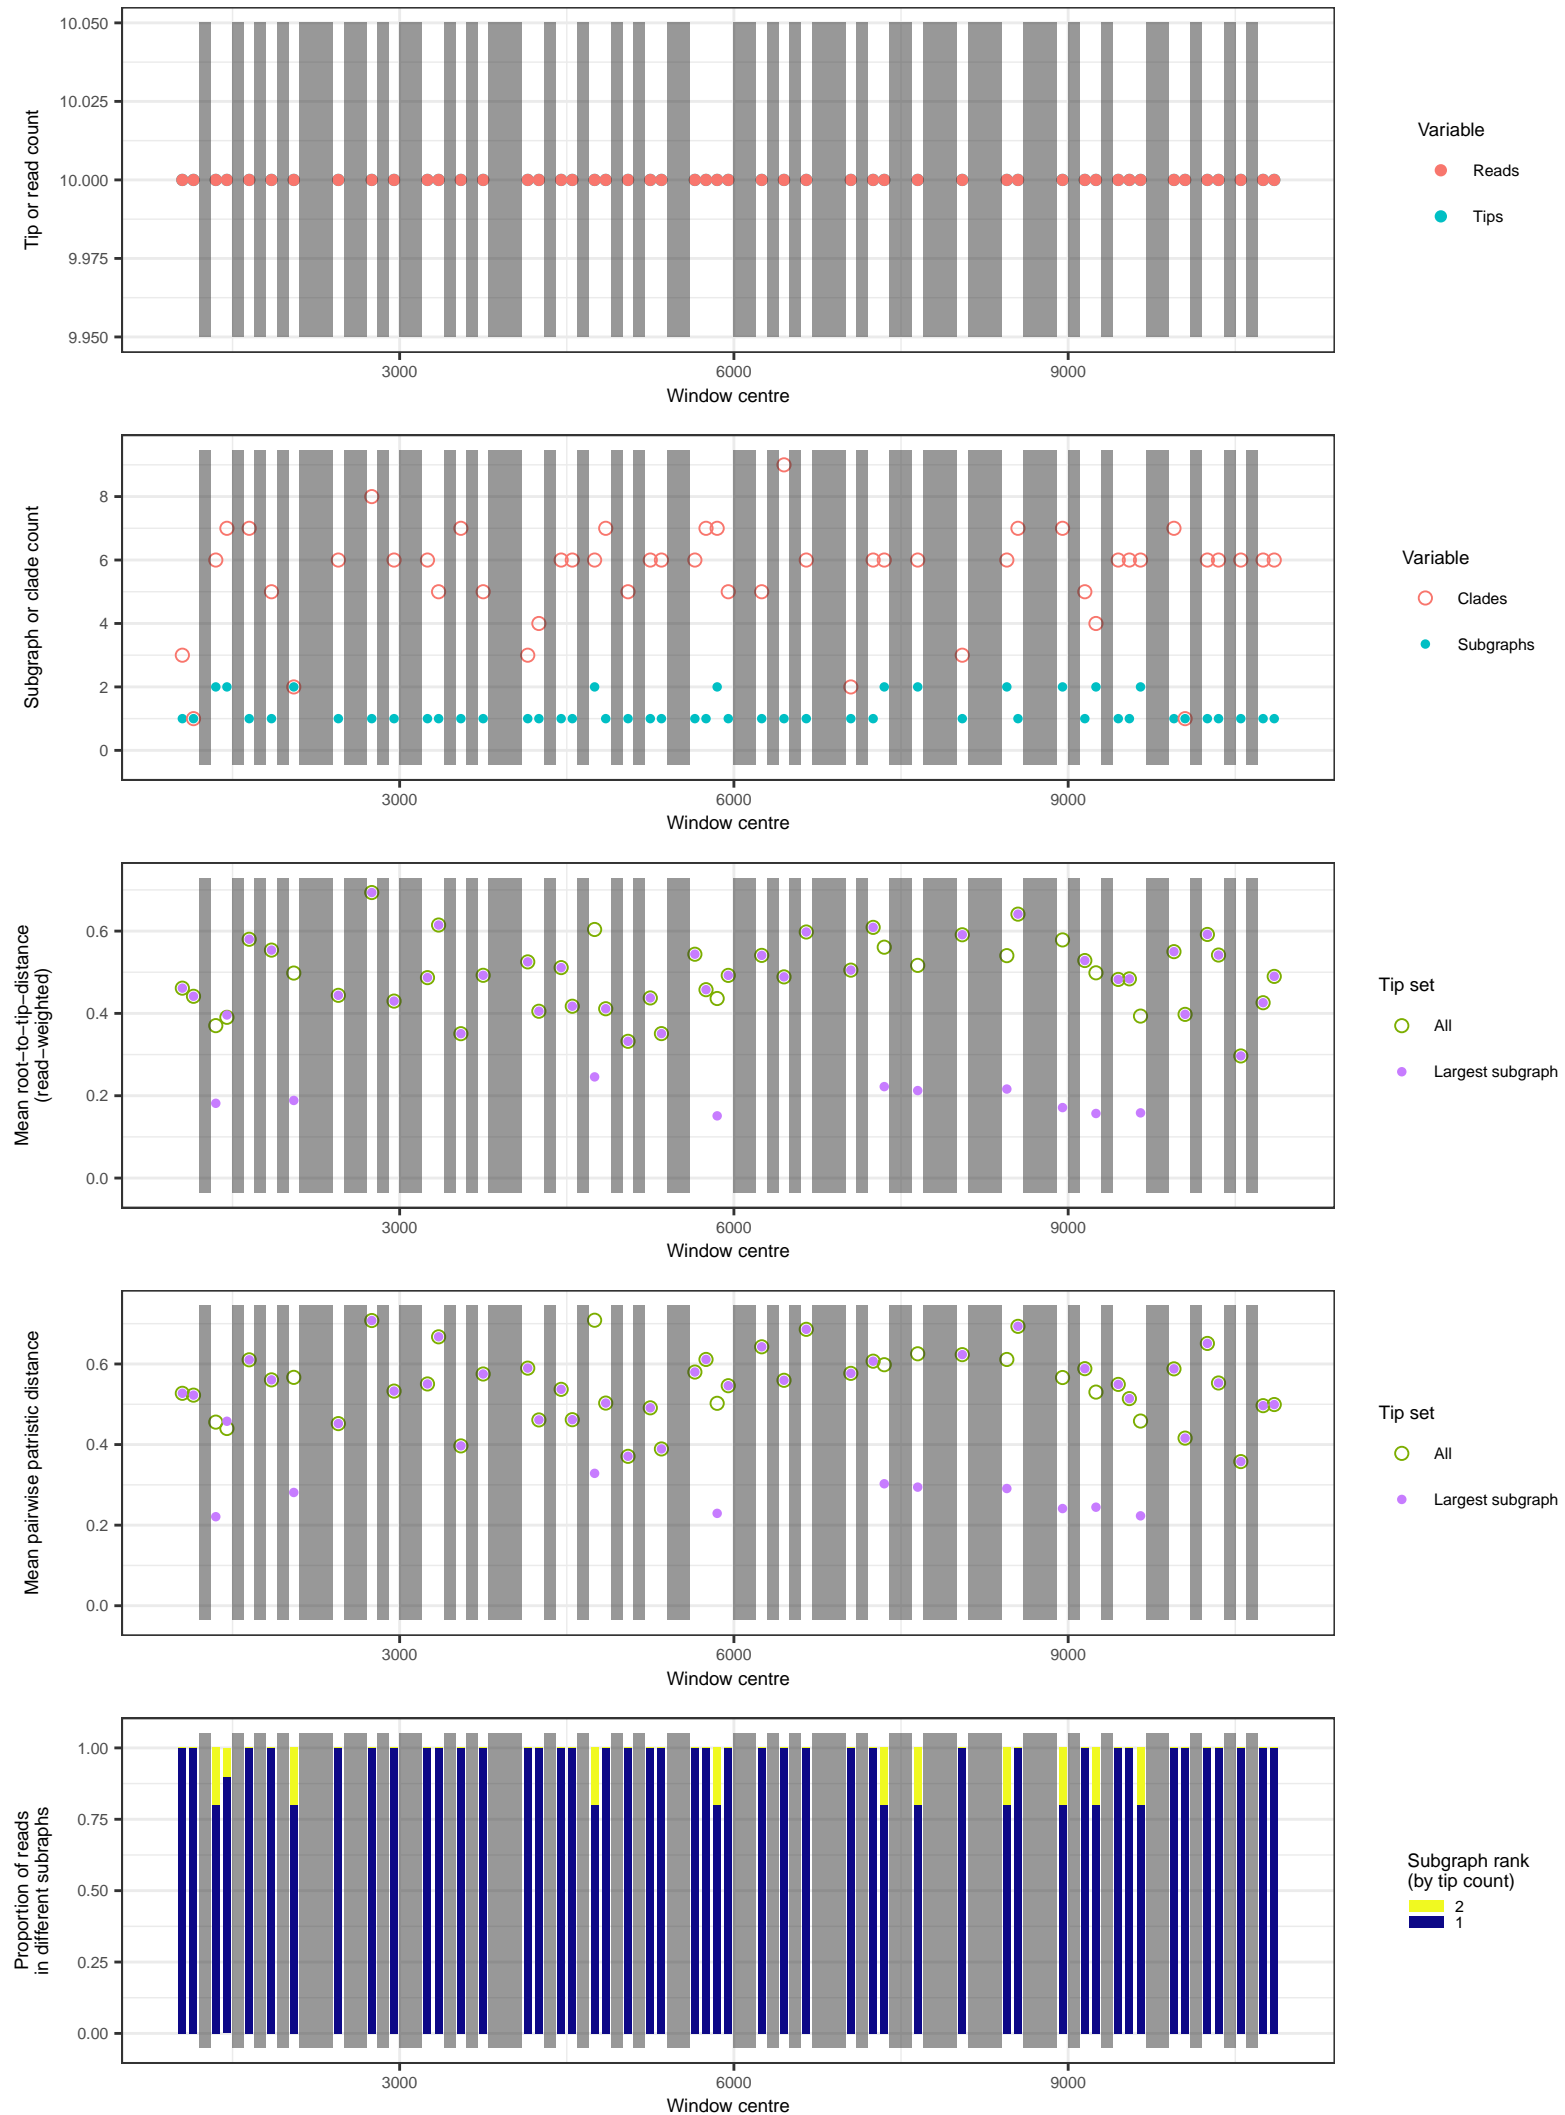 10.050
10.025
10.000
9.975
9.950
Tip or read count
3000 6000 9000
Window centre
Variable
Reads
Tips
8
6
4
2
0
Subgraph or clade count
3000 6000 9000
Window centre
Variable
Clades
Subgraphs
0.6
0.4
0.2
0.0
Mean root−to−tip−distance
(read−weighted)
3000 6000 9000
Window centre
Tip set
All
Largest subgraph
0.6
0.4
0.2
0.0
Mean pairwise patristic distance
3000 6000 9000
Window centre
Tip set
All
Largest subgraph
1.00
0.75
0.50
0.25
0.00
Proportion of reads
in different subraphs
3000 6000 9000
Window centre
Subgraph rank
(by tip count)
2
1